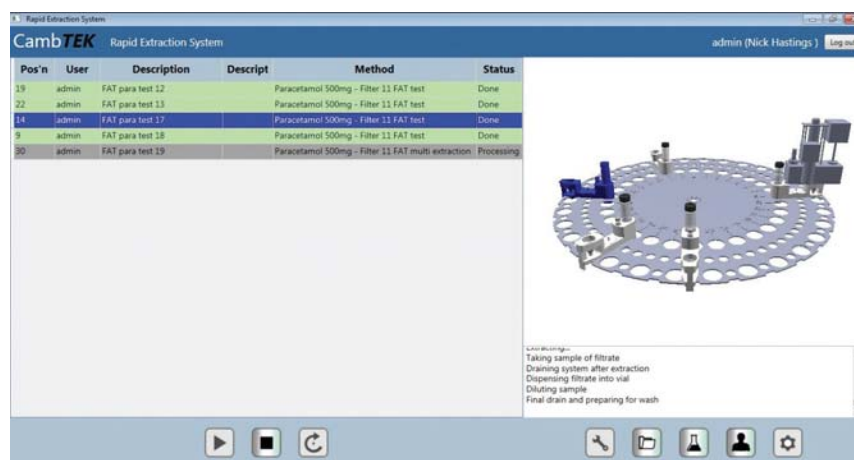 Rapid Extraction System
CambTEK Rapid Extraction System admin (Nick Hastings ) Log out
Pos'n User Description Descript Method Status
19 admin FAT para test 12 Paracetamol 500mg - Filter 11 FAT test Done
22 admin FAT para test 13 Paracetamol 500mg - Filter 11 FAT test Done
14 admin FAT para test 17 Paracetamol 500mg - Filter 11 FAT test Done
9 admin FAT para test 18 Paracetamol 500mg - Filter 11 FAT test Done
30 admin FAT para test 19 Paracetamol 500mg - Filter 11 FAT multi extraction Processing
Taking sample of filtrate
Draining system after extraction
Dispensing filtrate into vial
Diluting sample
Final drain and preparing for wash